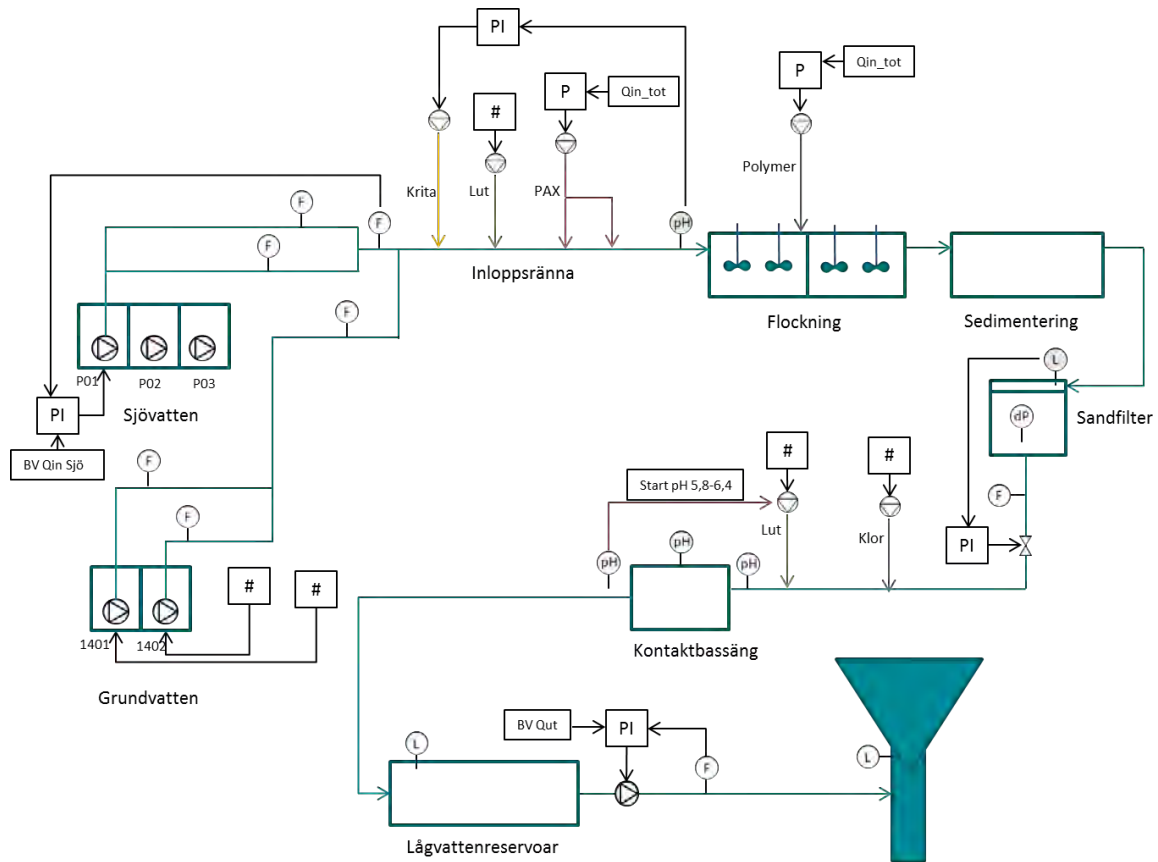 PI
P
Qin_tot
P
Qin_tot
#
Krita
Lut
PAX
Polymer
F
F
F
pH
Inloppsränna
F
Flockning
Sedimentering
P01
P02
P03
Sjövatten
PI
BV Qin Sjö
L
dP
Sandfilter
F
PI
F
F
#
#
1401
1402
Grundvatten
Start pH 5,8-6,4
#
#
Lut
Klor
pH
pH
pH
Kontaktbassäng
BV Qut
PI
L
F
L
Lågvattenreservoar